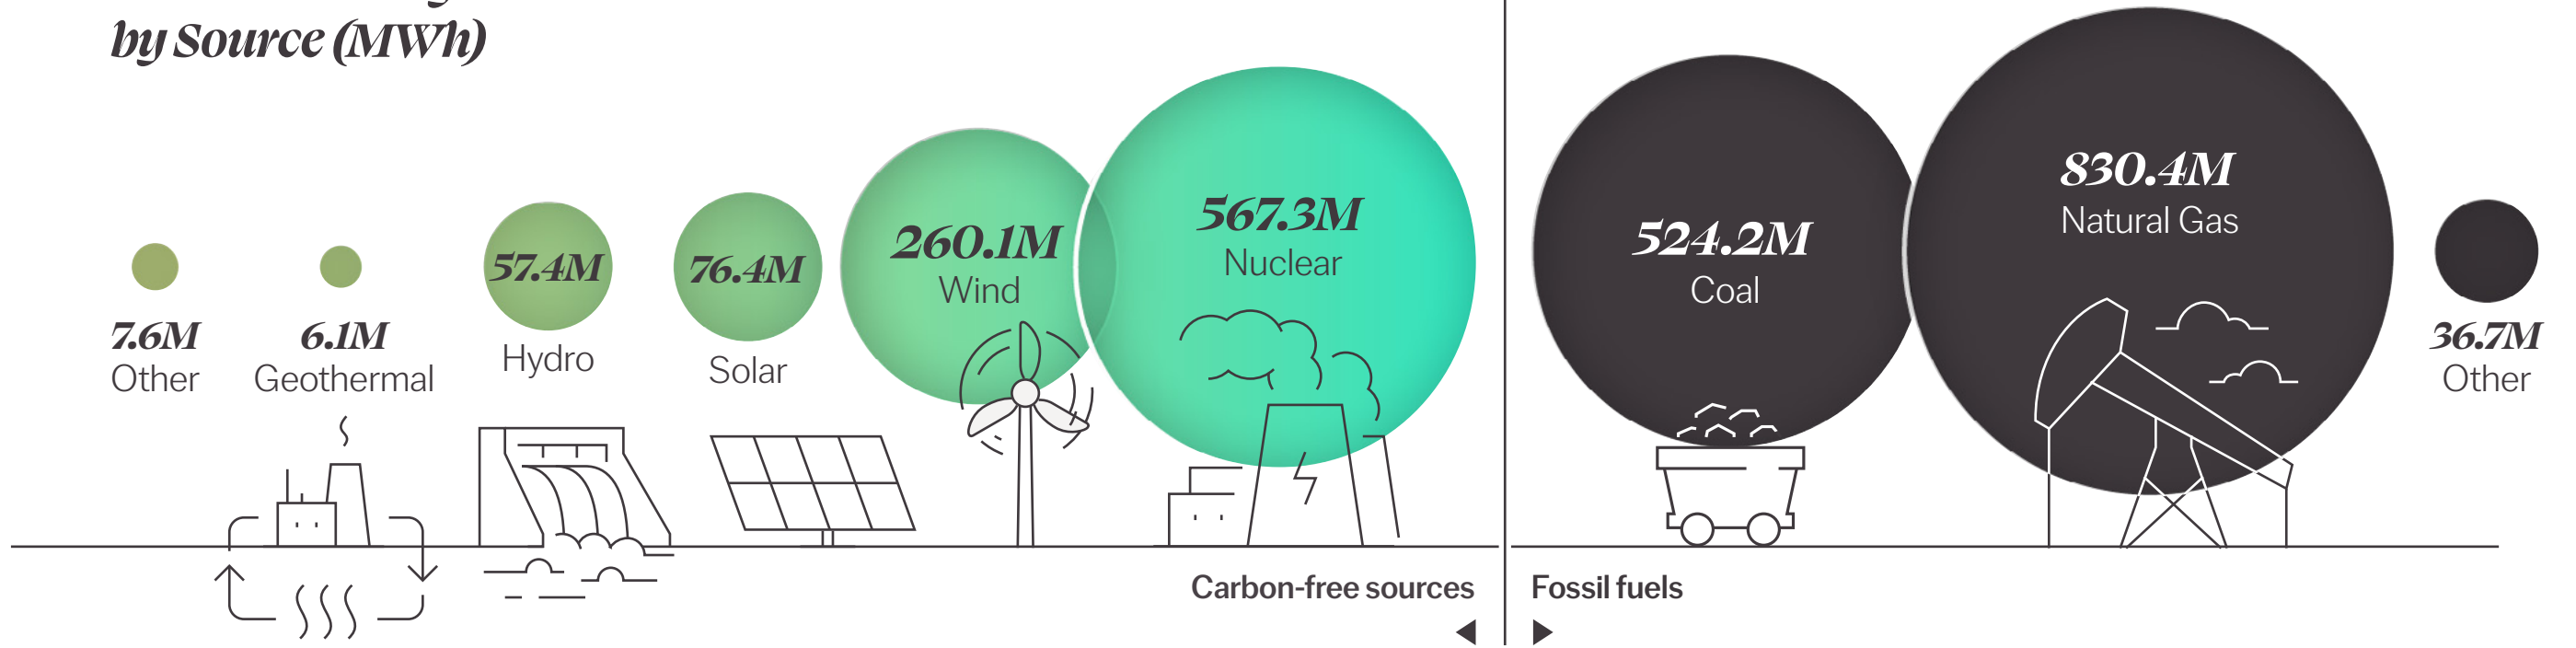 by Source (MWh)
7.6M
Other
6.1M
Geothermal
57.4M
Hydro
76.4M
Solar
260.1M
Wind
567.3M
Nuclear
524.2M
Coal
830.4M
Natural Gas
36.7M
Other
Carbon-free sources
Fossil fuels